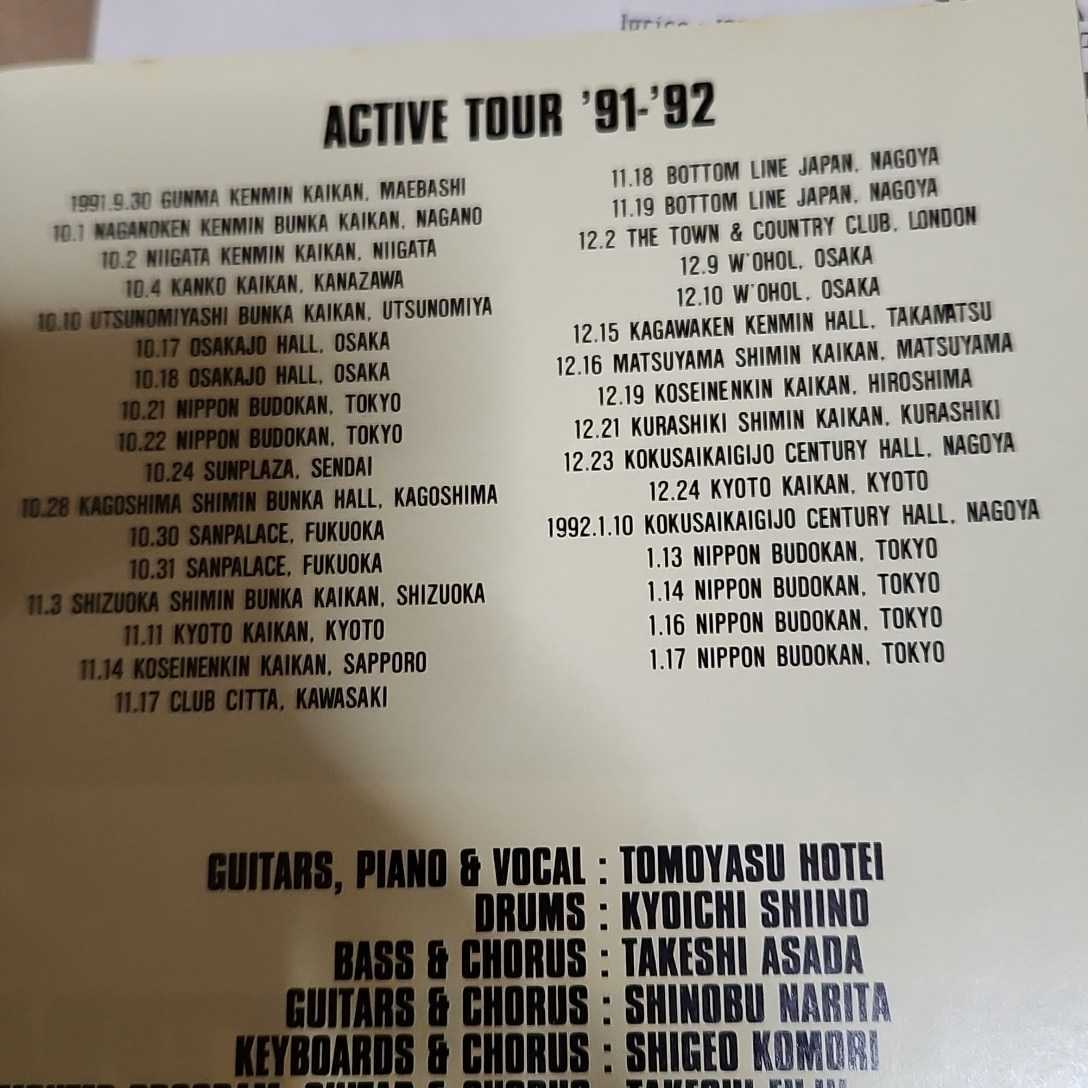 lyrics
ACTIVE TOUR '91-'92
1991.9.30 GUNMA KENMIN KAIKAN, MAEBASHI
10.1 NAGANOKEN KENMIN BUNKA KAIKAN, NAGANO
10.2 NIIGATA KENMIN KAIKAN, NIIGATA
10.4 KANKO KAIKAN, KANAZAWA
10.10 UTSUNOMIYASHI BUNKA KAIKAN, UTSUNOMIYA
10.17 OSAKAJO HALL, OSAKA
10.18 OSAKAJO HALL, OSAKA
10.21 NIPPON BUDOKAN, TOKYO
10.22 NIPPON BUDOKAN, TOKYO
10.24 SUNPLAZA, SENDAI
10.28 KAGOSHIMA SHIMIN BUNKA HALL, KAGOSHIMA
10.30 SANPALACE, FUKUOKA
10.31 SANPALACE, FUKUOKA
11.3 SHIZUOKA SHIMIN BUNKA KAIKAN, SHIZUOKA
11.11 KYOTO KAIKAN, KYOTO
11.14 KOSEINENKIN KAIKAN, SAPPORO
11.17 CLUB CITTA, KAWASAKI
11.18 BOTTOM LINE JAPAN, NAGOYA
11.19 BOTTOM LINE JAPAN, NAGOYA
12.2 THE TOWN & COUNTRY CLUB, LONDON
12.9 W'OHOL, OSAKA
12.10 W'OHOL, OSAKA
12.15 KAGAWAKEN KENMIN HALL, TAKAMATSU
12.16 MATSUYAMA SHIMIN KAIKAN, MATSUYAMA
12.19 KOSEINENKIN KAIKAN, HIROSHIMA
12.21 KURASHIKI SHIMIN KAIKAN, KURASHIKI
12.23 KOKUSAIKAIGIJO CENTURY HALL, NAGOYA
12.24 KYOTO KAIKAN, KYOTO
1992.1.10 KOKUSAIKAIGIJO CENTURY HALL, NAGOYA
1.13 NIPPON BUDOKAN, TOKYO
1.14 NIPPON BUDOKAN, TOKYO
1.16 NIPPON BUDOKAN, TOKYO
1.17 NIPPON BUDOKAN, TOKYO
GUITARS, PIANO & VOCAL : TOMOYASU HOTEI
DRUMS : KYOICHI SHIINO
BASS & CHORUS : TAKESHI ASADA
GUITARS & CHORUS : SHINOBU NARITA
KEYBOARDS & CHORUS : SHIGEO KOMORI
PROGRAM, GUITAR & CHORUS : TAKESHI